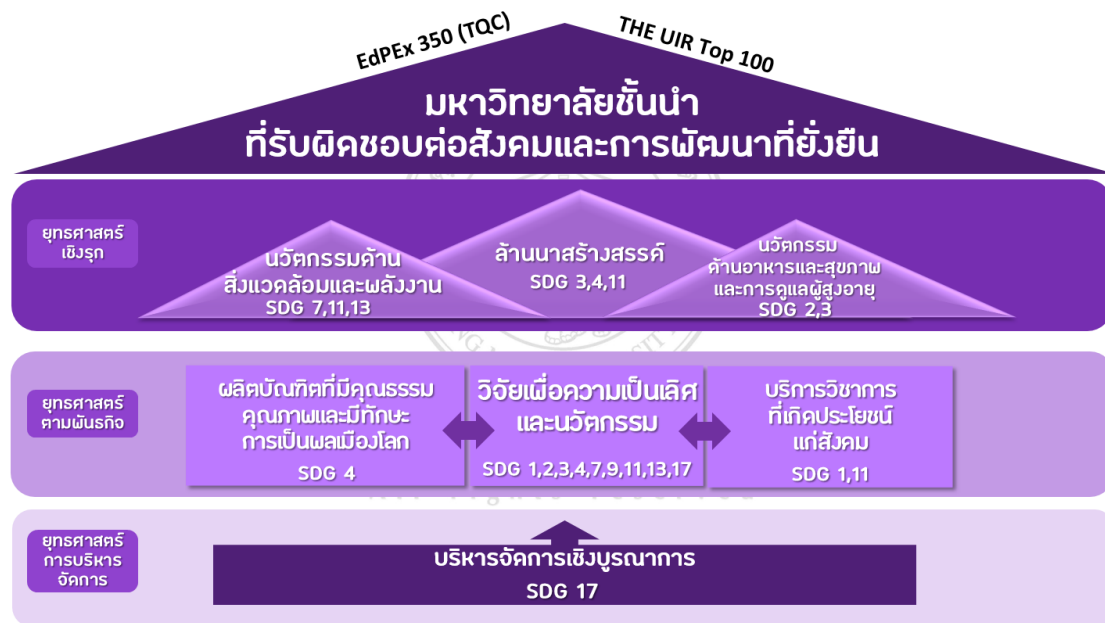 EdPEx 350 (TQC)
THE UIR Top 100
มหาวิทยาลัยชั้นนำ
ที่รับผิดชอบต่อสังคมและการพัฒนาที่ยั่งยืน
ยุทธศาสตร์
เชิงรุก
นวัตกรรมด้าน
สิ่งแวดล้อมและพลังงาน
SDG 7,11,13
ล้านนาสร้างสรรค์
SDG 3,4,11
นวัตกรรม
ด้านอาหารและสุขภาพ
และการดูแลผู้สูงอายุ
SDG 2,3
ยุทธศาสตร์
ตามพันธกิจ
ผลิตบัณฑิตที่มีคุณธรรม
คุณภาพและมีทักษะ
การเป็นพลเมืองโลก
SDG 4
วิจัยเพื่อความเป็นเลิศ
และนวัตกรรม
SDG 1,2,3,4,7,9,11,13,17
บริการวิชาการ
ที่เกิดประโยชน์
แก่สังคม
SDG 1,11
ยุทธศาสตร์
การบริหาร
จัดการ
บริหารจัดการเชิงบูรณาการ
SDG 17